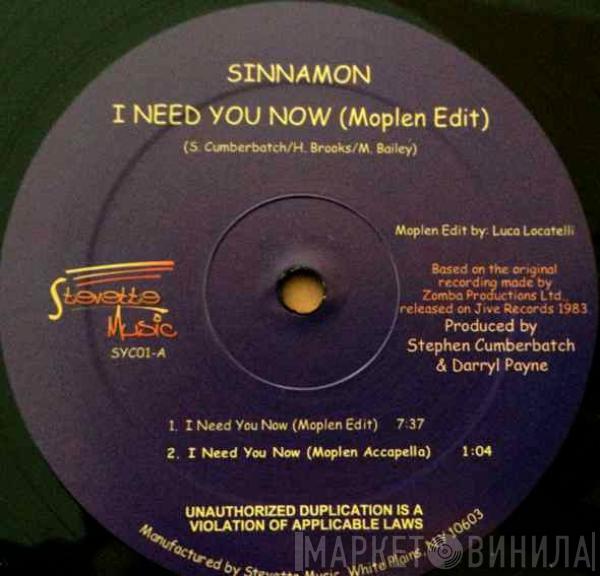 SINNAMON
I NEED YOU NOW (Moplen Edit)
(S. Cumberbatch/H. Brooks/M. Bailey)
Moplen Edit by: Luca Locatelli
Based on the original
recording made by
Zomba Productions Ltd.,
released on Jive Records 1983.
Produced by
Stephen Cumberbatch
& Darryl Payne
Stevette
Music
SYC01-A
1. I Need You Now (Moplen Edit) 7:37
2. I Need You Now (Moplen Accapella) 1:04
UNAUTHORIZED DUPLICATION IS A
VIOLATION OF APPLICABLE LAWS
Manufactured by Stevette Music, White Plains, NY 10603
МАРКЕТ ВИНИЛА